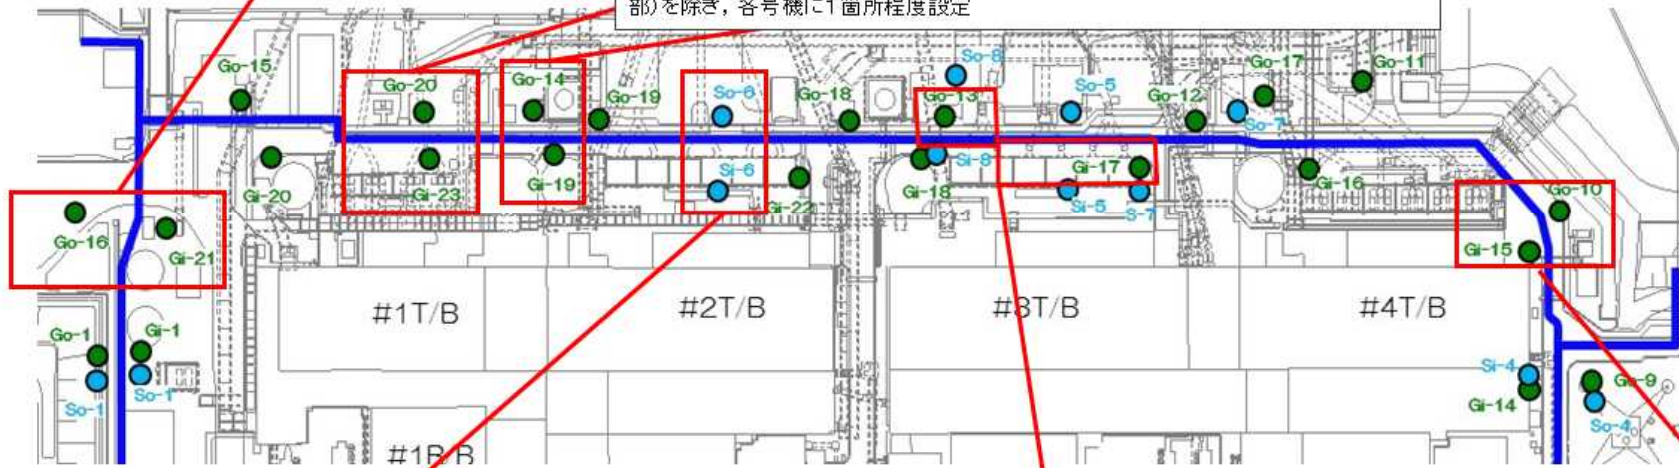 部)を除き，各号機に1箇所程度設定
Go-15
Go-20
Go-14
Go-19
So-6
Go-18
So-8
Go-13
So-5
Go-12
Go-17
So-7
Go-11
Gi-20
Gi-23
Gi-19
Si-6
Gi-22
Gi-18
Si-8
Gi-17
Si-5
S-7
Gi-16
Go-10
Gi-15
Go-16
Gi-21
#1T/B
#2T/B
#3T/B
#4T/B
Go-1
Gi-1
So-1
So-1
Si-4
Gi-14
Go-9
So-4
#1R/B